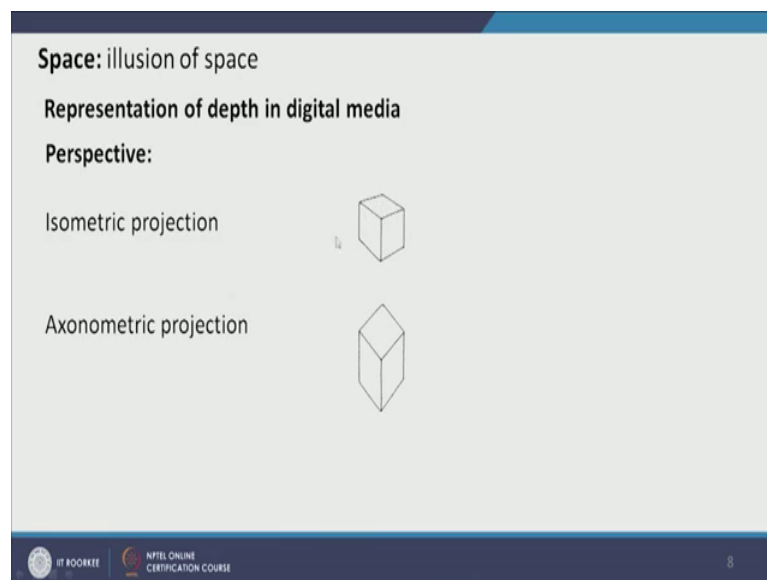 Space: illusion of space
Representation of depth in digital media
Perspective:
Isometric projection
Axonometric projection
IIT ROORKEE
NPTEL ONLINE
CERTIFICATION COURSE
8